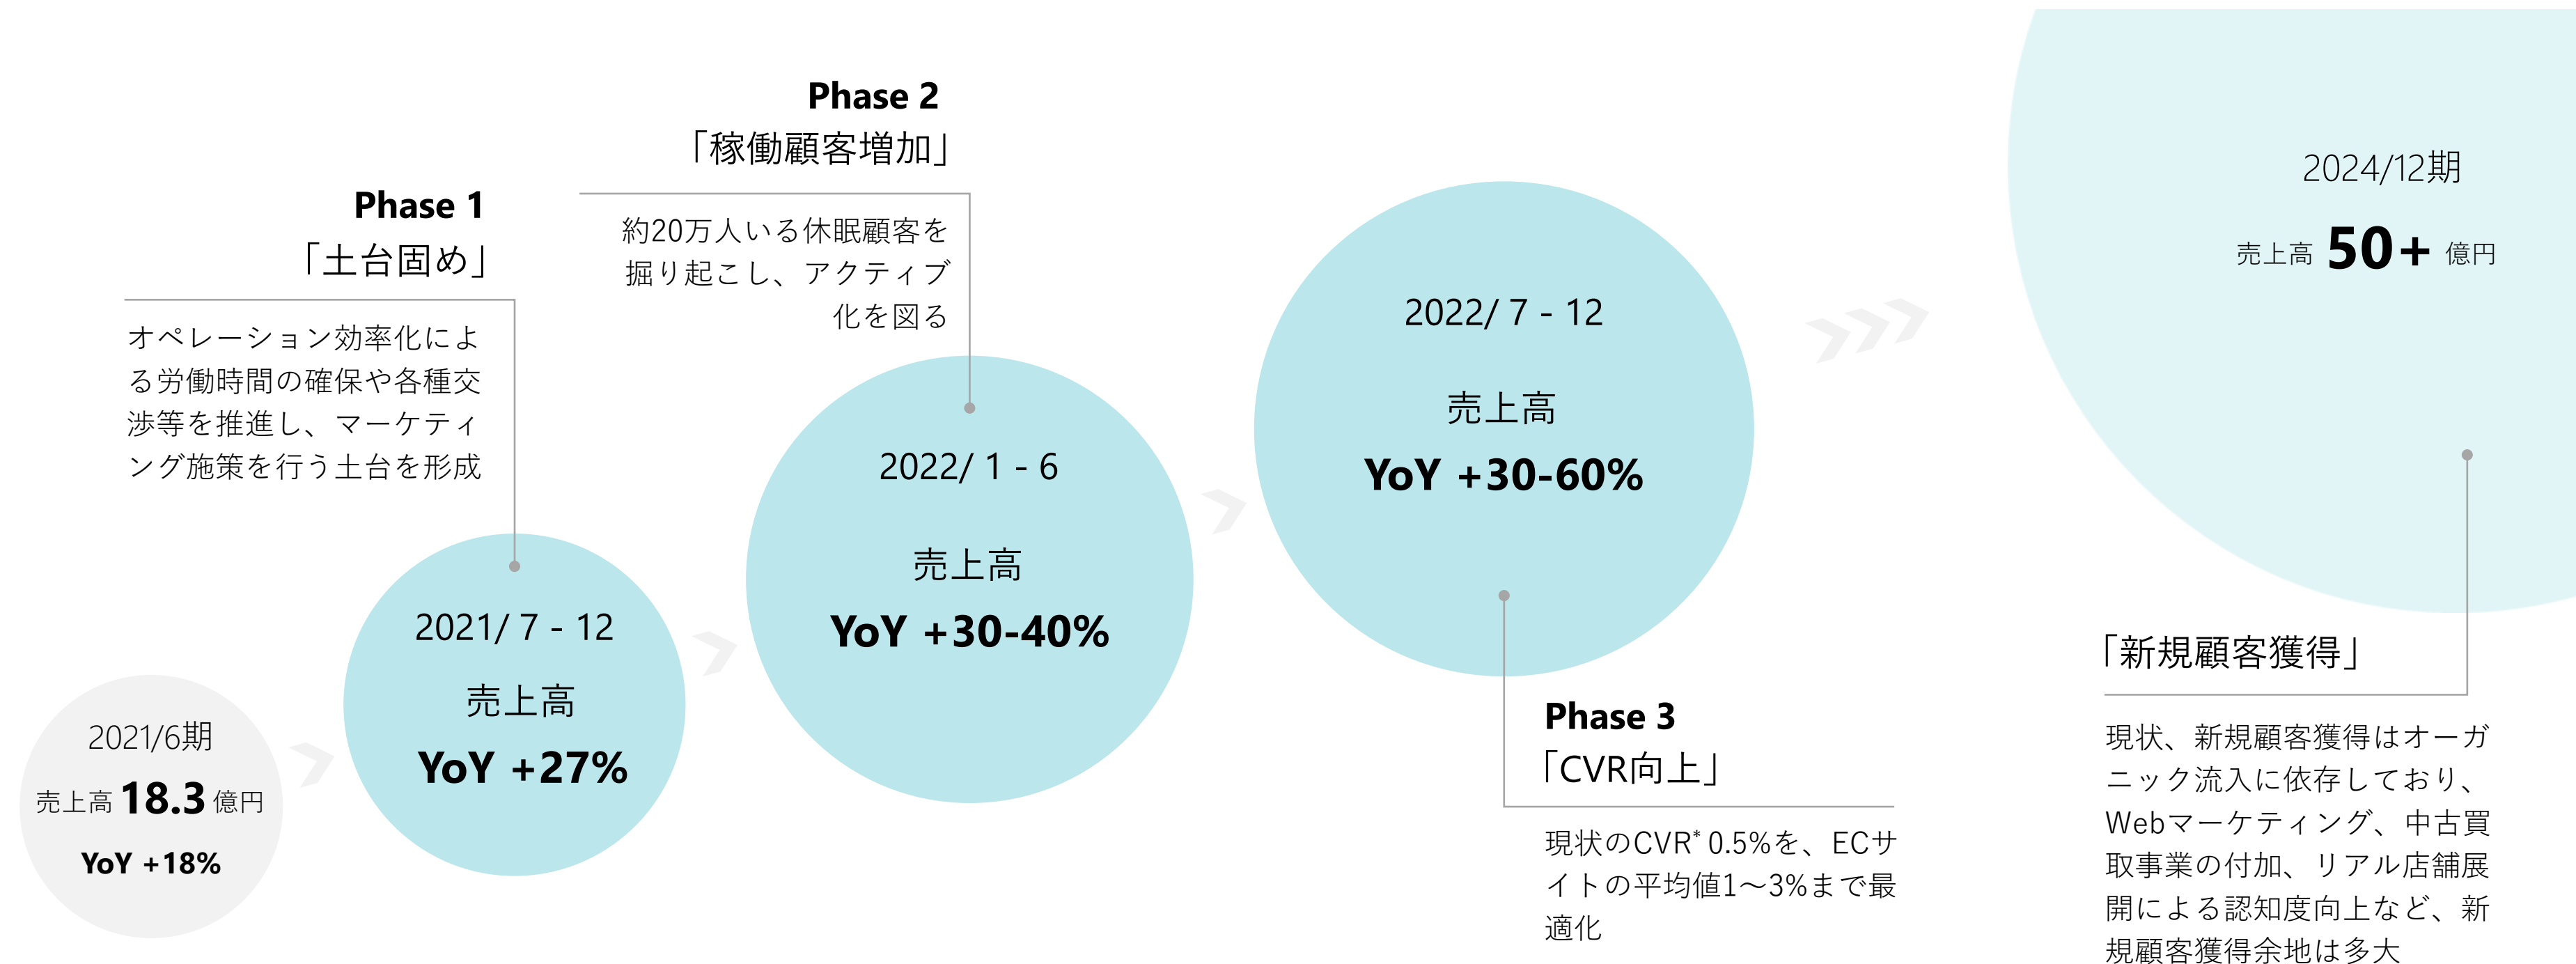 Phase 1
「土台固め」
オペレーション効率化によ
る労働時間の確保や各種交
渉等を推進し、マーケティ
ング施策を行う土台を形成
Phase 2
「稼働顧客増加」
約20万人いる休眠顧客を
掘り起こし、アクティブ
化を図る
2021/6期
売上高 18.3 億円
YoY +18%
2021/ 7 - 12
売上高
YoY +27%
2022/ 1 - 6
売上高
YoY +30-40%
2022/ 7 - 12
売上高
YoY +30-60%
Phase 3
「CVR向上」
現状のCVR* 0.5%を、ECサ
イトの平均値1～3%まで最
適化
2024/12期
売上高 50+ 億円
「新規顧客獲得」
現状、新規顧客獲得はオーガ
ニック流入に依存しており、
Webマーケティング、中古買
取事業の付加、リアル店舗展
開による認知度向上など、新
規顧客獲得余地は多大